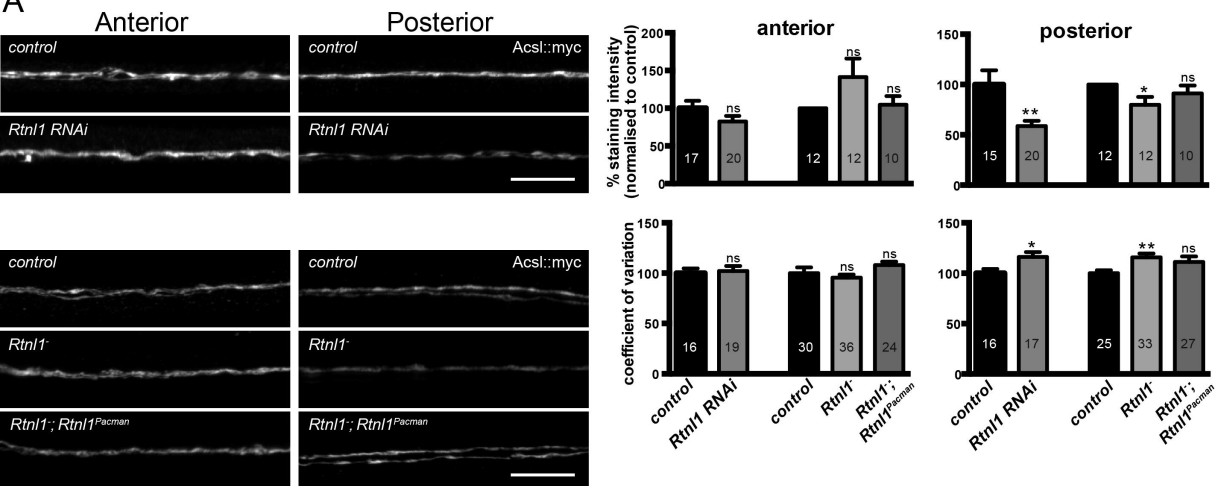 A
Anterior
Posterior
control
control
Acsl::myc
Rtnl1 RNAi
Rtnl1 RNAi
control
control
Acsl::myc
Rtnl1-
Rtnl1-
Rtnl1-; Rtnl1Pacman
Rtnl1-; Rtnl1Pacman
anterior
% staining intensity
(normalised to control)
200
150
100
50
0
ns
ns
ns
17
20
12
12
10
posterior
150
100
50
0
**
*
ns
15
20
12
12
10
coefficient of variation
150
100
50
0
ns
ns
ns
16
19
30
36
24
control
Rtnl1 RNAi
control
Rtnl1-
Rtnl1-;
Rtnl1Pacman
150
100
50
0
*
**
ns
16
17
25
33
27
control
Rtnl1 RNAi
control
Rtnl1-
Rtnl1-;
Rtnl1Pacman